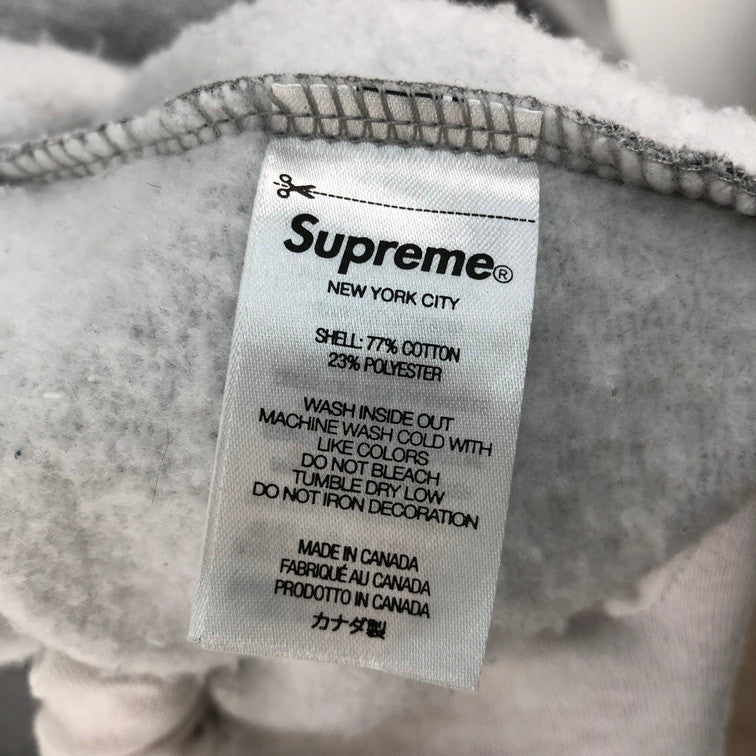 Supreme®
NEW YORK CITY
SHELL: 77% COTTON
23% POLYESTER
WASH INSIDE OUT
MACHINE WASH COLD WITH
LIKE COLORS
DO NOT BLEACH
TUMBLE DRY LOW
DO NOT IRON DECORATION
MADE IN CANADA
FABRIQUÉ AU CANADA
PRODOTTO IN CANADA
カナダ製